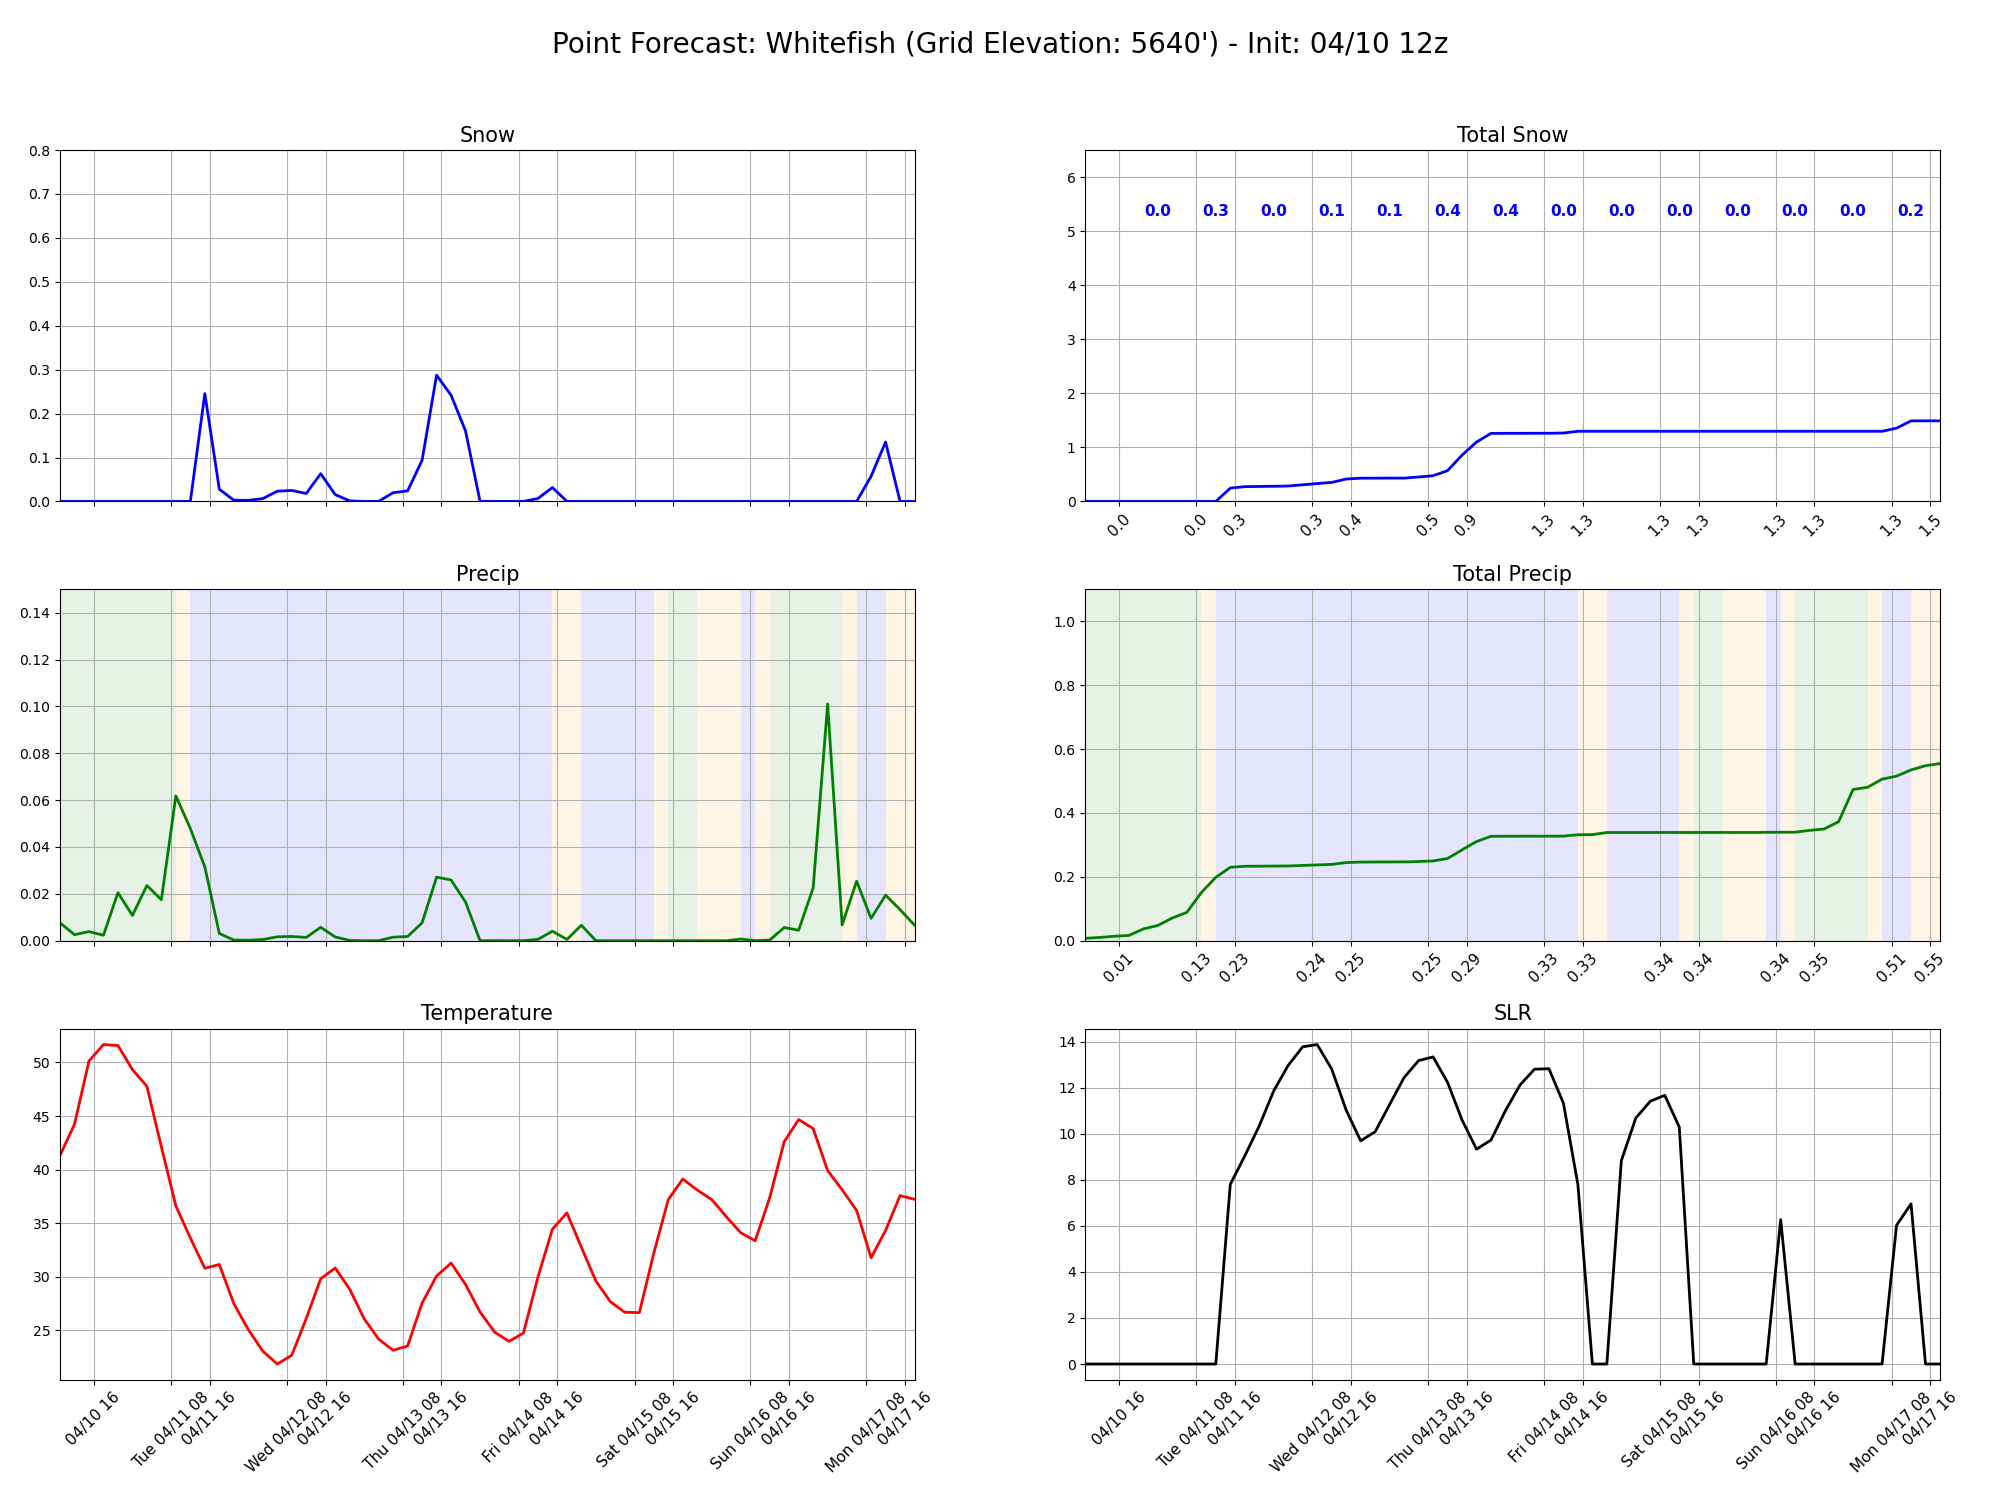 Point Forecast: Whitefish (Grid Elevation: 5640') - Init: 04/10 12z
Snow
0.8
0.7
0.6
0.5
0.4
0.3
0.2
0.1
0.0
Total Snow
6
5
4
3
2
1
0
0.0 0.3 0.0 0.1 0.1 0.4 0.4 0.0 0.0 0.0 0.0 0.0 0.0 0.2
0.0 0.0 0.3 0.3 0.4 0.5 0.9 1.3 1.3 1.3 1.3 1.3 1.3 1.3 1.5
Precip
0.14
0.12
0.10
0.08
0.06
0.04
0.02
0.00
Total Precip
1.0
0.8
0.6
0.4
0.2
0.0
0.01 0.13 0.23 0.24 0.25 0.25 0.29 0.33 0.33 0.34 0.34 0.34 0.35 0.51 0.55
Temperature
50
45
40
35
30
25
04/10 16
Tue 04/11 08
04/11 16
Wed 04/12 08
04/12 16
Thu 04/13 08
04/13 16
Fri 04/14 08
04/14 16
Sat 04/15 08
04/15 16
Sun 04/16 08
04/16 16
Mon 04/17 08
04/17 16
SLR
14
12
10
8
6
4
2
0
04/10 16
Tue 04/11 08
04/11 16
Wed 04/12 08
04/12 16
Thu 04/13 08
04/13 16
Fri 04/14 08
04/14 16
Sat 04/15 08
04/15 16
Sun 04/16 08
04/16 16
Mon 04/17 08
04/17 16